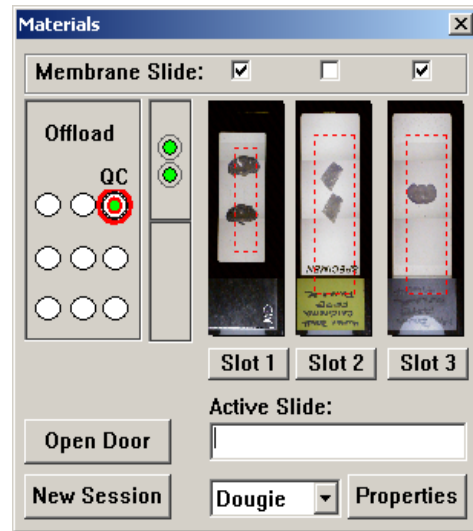 Materials
Membrane Slide:
Offload
QC
SPECIMEN
Slot 1
Slot 2
Slot 3
Active Slide:
Open Door
New Session
Dougie
Properties